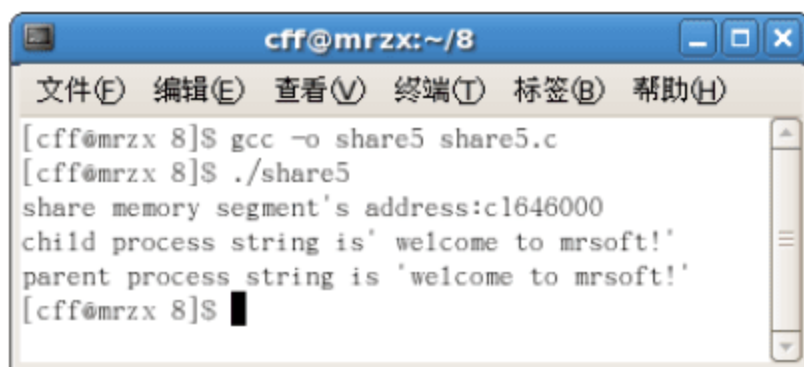 cff@mrzx:~/8
文件(F) 编辑(E) 查看(V) 终端(T) 标签(B) 帮助(H)
[cff@mrzx 8]$ gcc -o share5 share5.c
[cff@mrzx 8]$ ./share5
share memory segment's address:c1646000
child process string is' welcome to mrsoft!'
parent process string is 'welcome to mrsoft!'
[cff@mrzx 8]$